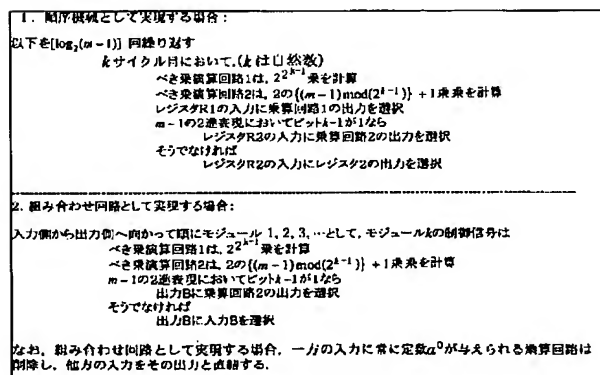 1. 順序機械として実現する場合:
以下を[log₂(m-1)] 回繰り返す
kサイクル目において,(kは自然数)
べき乗演算回路1は, 2^{2^{k-1}}乗を計算
べき乗演算回路2は, 2の{(m-1)mod(2^{k-1})}+1乗乗を計算
レジスタR1の入力に乗算回路1の出力を選択
m-1の2進表現においてビットk-1が1なら
レジスタR2の入力に乗算回路2の出力を選択
そうでなければ
レジスタR2の入力にレジスタ2の出力を選択
2. 組み合わせ回路として実現する場合:
入力側から出力側へ向かって順にモジュール 1, 2, 3, …として, モジュールkの制御信号は
べき乗演算回路1は, 2^{2^{k-1}}乗を計算
べき乗演算回路2は, 2の{(m-1)mod(2^{k-1})}+1乗乗を計算
m-1の2進表現においてビットk-1が1なら
出力Bに乗算回路2の出力を選択
そうでなければ
出力Bに入力Bを選択
なお, 組み合わせ回路として実現する場合, 一方の入力に常に定数a⁰が与えられる乗算回路は
削除し, 他方の入力をその出力と直結する.